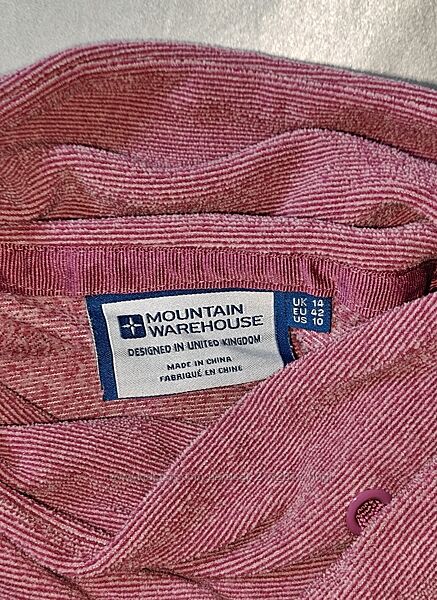 MOUNTAIN
WAREHOUSE
DESIGNED IN UNITED KINGDOM
MADE IN CHINA
FABRIQUÉ EN CHINE
UK 14
EU 42
US 10